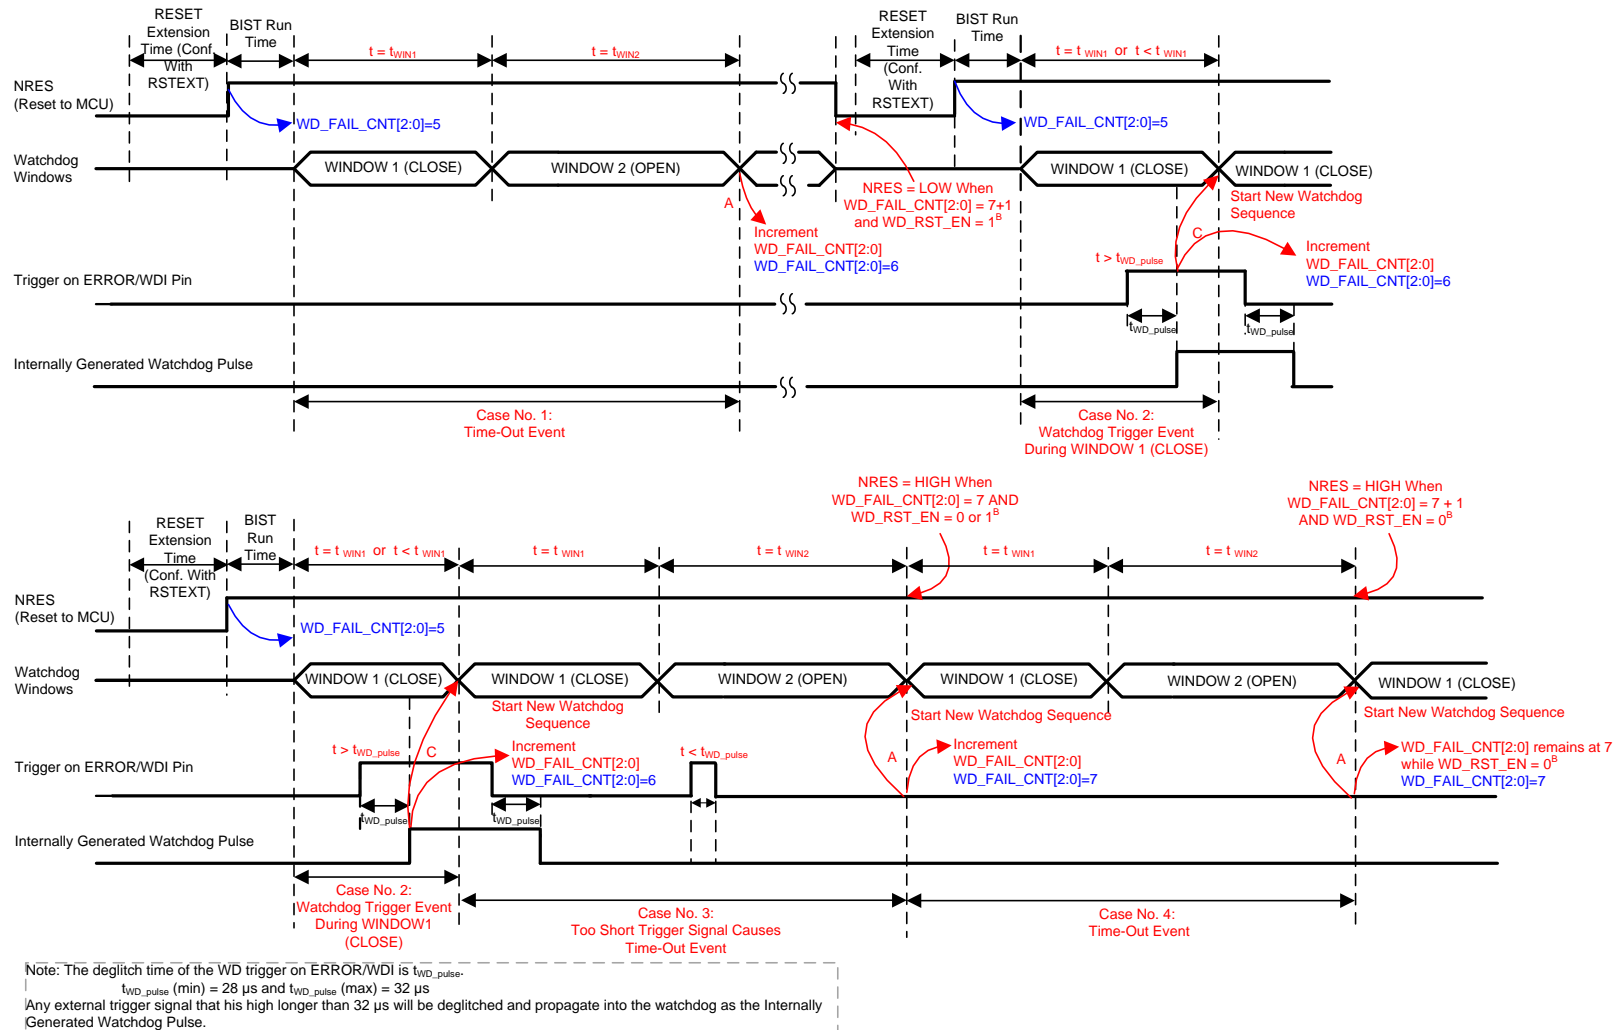 RESET
Extension
Time (Conf.
With
RSTEXT)
BIST Run
Time
t = tWIN1
t = tWIN2
RESET
Extension
Time
(Conf.
With
RSTEXT)
BIST Run
Time
t = t WIN1 or t < t WIN1
NRES
(Reset to MCU)
WD_FAIL_CNT[2:0]=5
WD_FAIL_CNT[2:0]=5
Watchdog
Windows
WINDOW 1 (CLOSE)
WINDOW 2 (OPEN)
WINDOW 1 (CLOSE)
WINDOW 1 (CLOSE)
NRES = LOW When
WD_FAIL_CNT[2:0] = 7+1
and WD_RST_EN = 1B
Start New Watchdog
Sequence
A
Increment
WD_FAIL_CNT[2:0]
WD_FAIL_CNT[2:0]=6
C
Increment
WD_FAIL_CNT[2:0]
WD_FAIL_CNT[2:0]=6
t > tWD_pulse
Trigger on ERROR/WDI Pin
tWD_pulse
tWD_pulse
Internally Generated Watchdog Pulse
Case No. 1:
Time-Out Event
Case No. 2:
Watchdog Trigger Event
During WINDOW 1 (CLOSE)
NRES = HIGH When
WD_FAIL_CNT[2:0] = 7 AND
WD_RST_EN = 0 or 1B
NRES = HIGH When
WD_FAIL_CNT[2:0] = 7 + 1
AND WD_RST_EN = 0B
RESET
Extension
Time
(Conf. With
RSTEXT)
BIST
Run
Time
t = t WIN1 or t < t WIN1
t = t WIN1
t = t WIN2
t = t WIN1
t = t WIN2
NRES
(Reset to MCU)
WD_FAIL_CNT[2:0]=5
Watchdog
Windows
WINDOW 1 (CLOSE)
WINDOW 1 (CLOSE)
WINDOW 2 (OPEN)
WINDOW 1 (CLOSE)
WINDOW 2 (OPEN)
WINDOW 1 (CLOSE)
Start New Watchdog
Sequence
Start New Watchdog Sequence
Start New Watchdog Sequence
t > tWD_pulse
C
Increment
WD_FAIL_CNT[2:0]
WD_FAIL_CNT[2:0]=6
t < tWD_pulse
A
Increment
WD_FAIL_CNT[2:0]
WD_FAIL_CNT[2:0]=7
A
WD_FAIL_CNT[2:0] remains at 7
while WD_RST_EN = 0B
WD_FAIL_CNT[2:0]=7
Trigger on ERROR/WDI Pin
tWD_pulse
tWD_pulse
Internally Generated Watchdog Pulse
Case No. 2:
Watchdog Trigger Event
During WINDOW1
(CLOSE)
Case No. 3:
Too Short Trigger Signal Causes
Time-Out Event
Case No. 4:
Time-Out Event
Note: The deglitch time of the WD trigger on ERROR/WDI is tWD_pulse.
tWD_pulse (min) = 28 µs and tWD_pulse (max) = 32 µs
Any external trigger signal that his high longer than 32 µs will be deglitched and propagate into the watchdog as the Internally
Generated Watchdog Pulse.